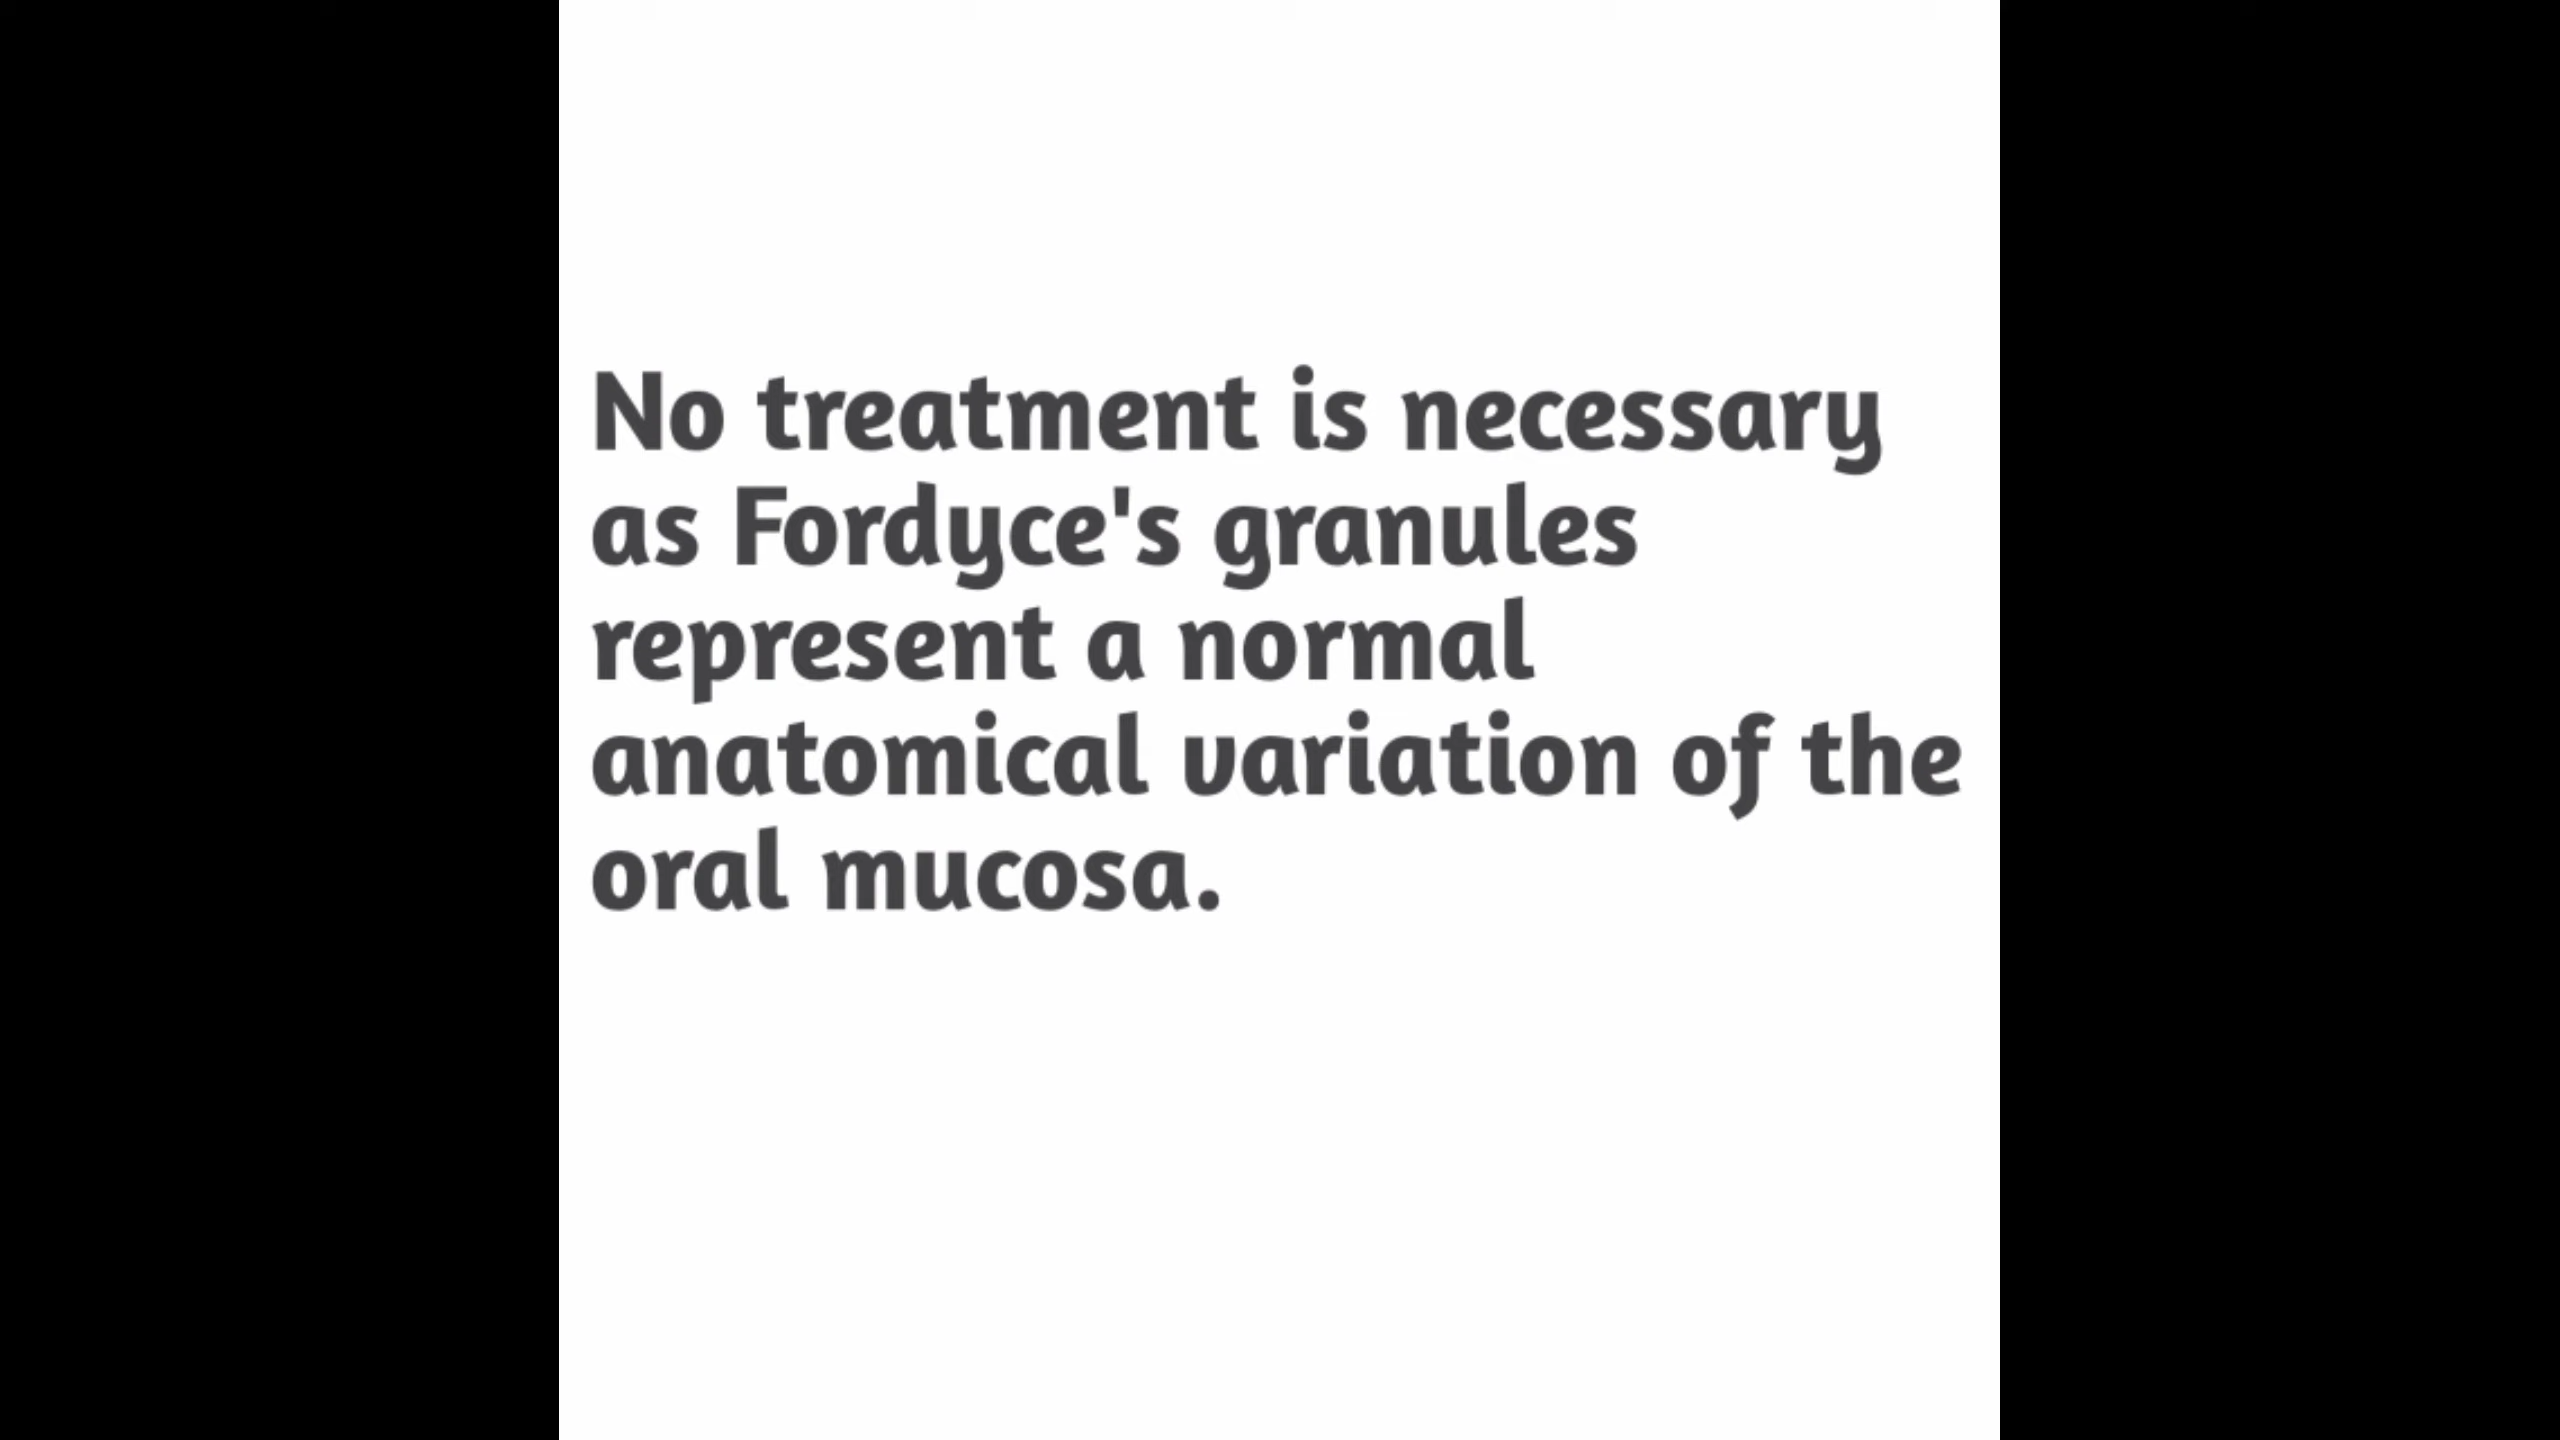 No treatment is necessary
as Fordyce's granules
represent a normal
anatomical variation of the
oral mucosa.